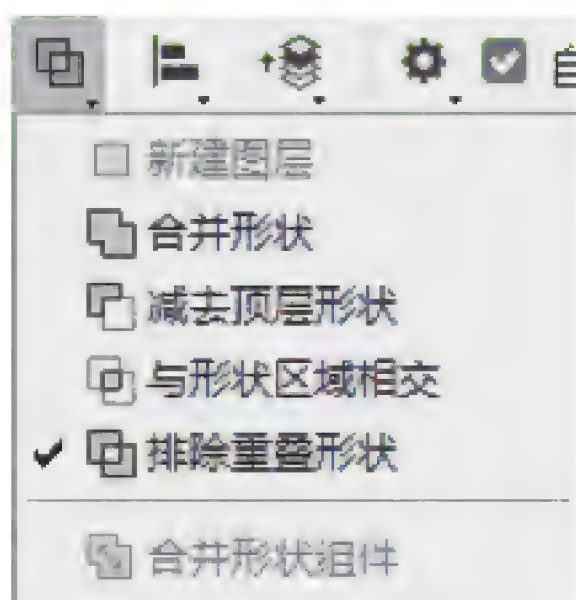 新建图层
合并形状
减去顶层形状
与形状区域相交
排除重叠形状
合并形状组件